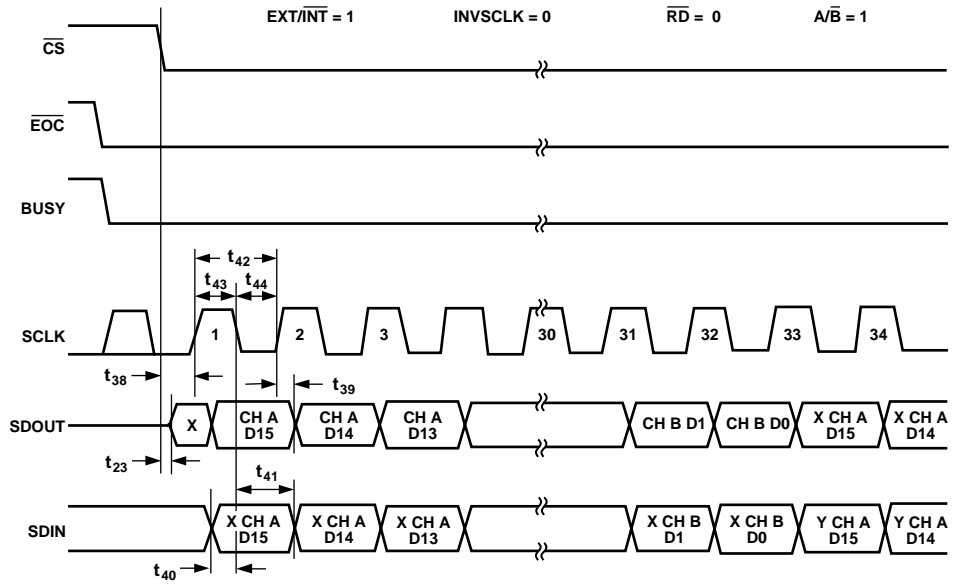 EXT/INT = 1 INVSCLK = 0 RD = 0 A/B = 1
CS
EOC
BUSY
t42
t43 t44
SCLK 1 2 3 30 31 32 33 34
t38 t39
SDOUT X CH A D15 CH A D14 CH A D13 CH B D1 CH B D0 X CH A D15 X CH A D14
t23 t41
SDIN X CH A D15 X CH A D14 X CH A D13 X CH B D1 X CH B D0 Y CH A D15 Y CH A D14
t40